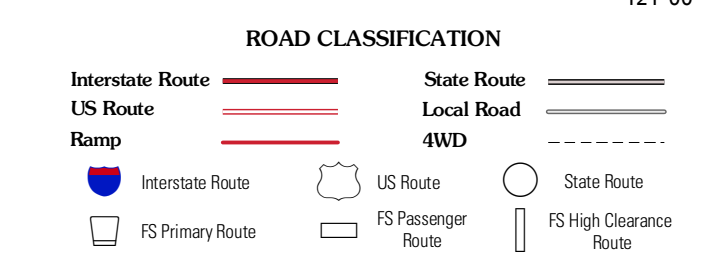 ROAD CLASSIFICATION
Interstate Route
State Route
US Route
Local Road
Ramp
4WD
Interstate Route
US Route
State Route
FS Primary Route
FS Passenger
Route
FS High Clearance
Route